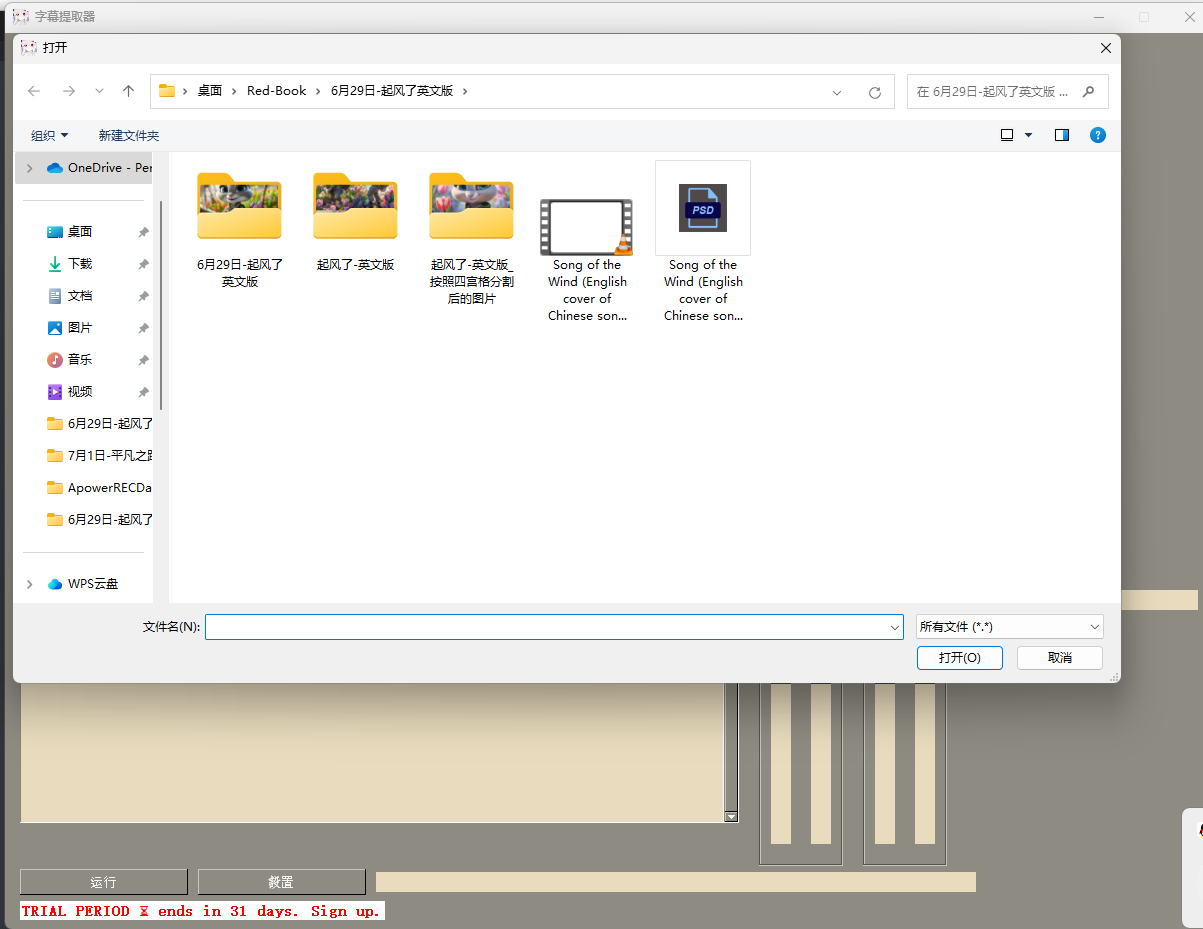 字幕提取器
打开
桌面 › Red-Book › 6月29日-起风了英文版 ›
在 6月29日-起风了英文版 ...
组织
新建文件夹
OneDrive - Per
桌面
下载
文档
图片
音乐
视频
6月29日-起风了
7月1日-平凡之路
ApowerRECDa
6月29日-起风了
WPS云盘
6月29日-起风了
英文版
起风了-英文版
起风了-英文版_
按照四宫格分割
后的图片
Song of the
Wind (English
cover of
Chinese son...
PSD
Song of the
Wind (English
cover of
Chinese son...
文件名(N):
所有文件 (*.*)
打开(O)
取消
运行
TRIAL PERIOD ⧖ ends in 31 days. Sign up.